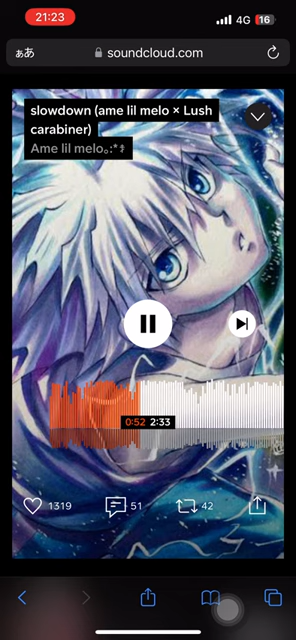 21:23
4G 16
ぁあ soundcloud.com
slowdown (ame lil melo × Lush
carabiner)
Ame lil melo｡:*ﾈ
0:52 2:33
1319 51 42